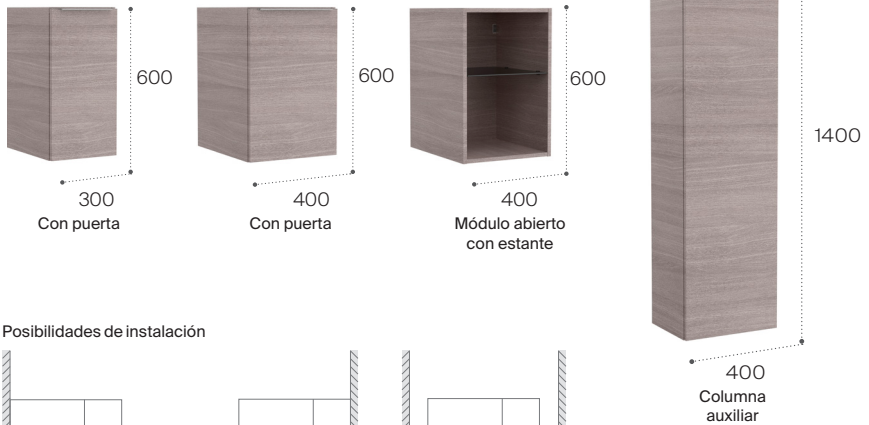 600
300
Con puerta
600
400
Con puerta
600
400
Módulo abierto
con estante
1400
400
Columna
auxiliar
Posibilidades de instalación